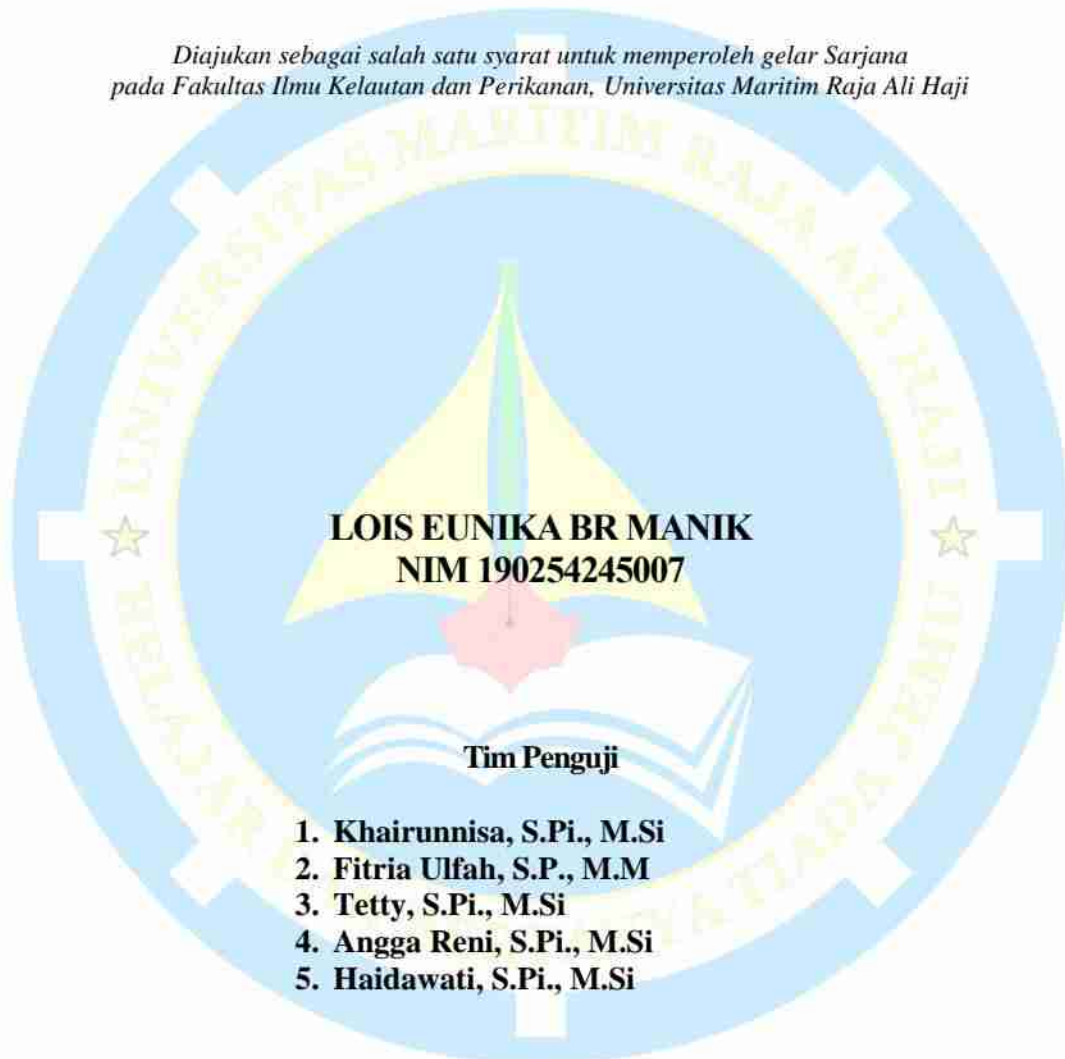 Diajukan sebagai salah satu syarat untuk memperoleh gelar Sarjana
pada Fakultas Ilmu Kelautan dan Perikanan, Universitas Maritim Raja Ali Haji
UNIVERSITAS MARITIM RAJA ALI HAJI
LOIS EUNIKA BR MANIK
NIM 190254245007
Tim Penguji
1. Khairunnisa, S.Pi., M.Si
2. Fitria Ulfah, S.P., M.M
3. Tetty, S.Pi., M.Si
4. Angga Reni, S.Pi., M.Si
5. Haidawati, S.Pi., M.Si